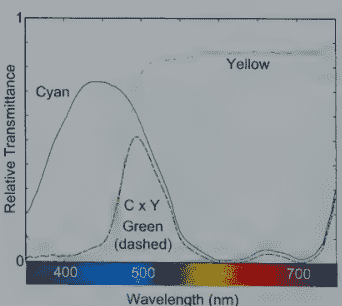 1
Yellow
Cyan
Relative Transmittance
C x Y
Green
(dashed)
0
400
500
700
Wavelength (nm)